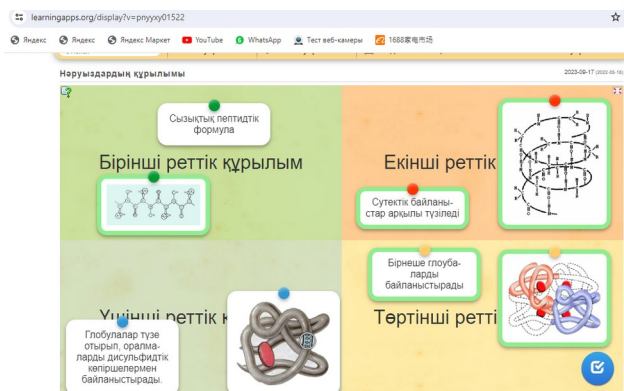 learningapps.org/display?v=pnyyxy01522
Яндекс Яндекс Яндекс Маркет YouTube WhatsApp Тест веб-камеры 1688家电市场
Нәруыздардың құрылымы
2023-09-17
Сызықтық пептидтік
формула
Бірінші реттік құрылым
Екінші реттік
Сутектік байланы-
стар арқылы түзіледі
Бірнеше глоуба-
ларды
байланыстырады
Үшінші реттік қ
Төртінші ретті
Глобулалар түзе
отырып, оралма-
ларды дисульфидтік
көпіршелермен
байланыстырады.